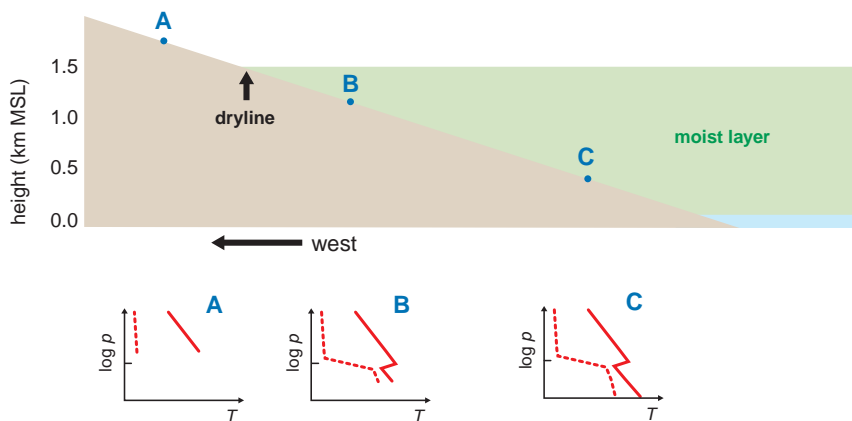 A
1.5
B
1.0
dryline
C
0.5
moist layer
0.0
height (km MSL)
west
A
B
C
log p
log p
log p
T
T
T